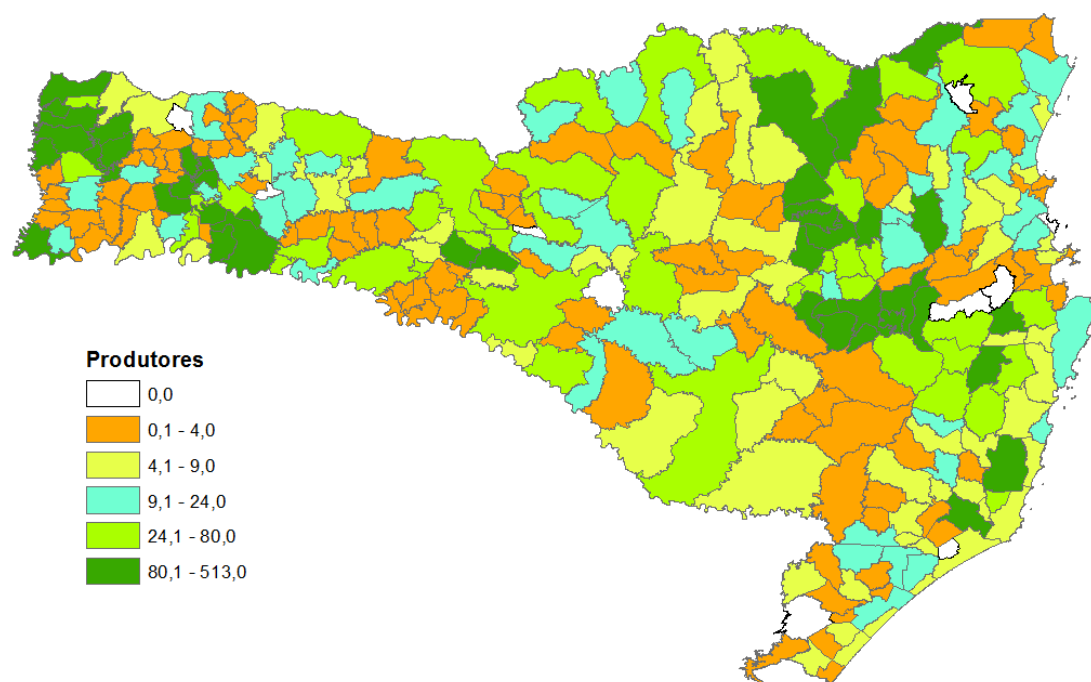 Produtores
0,0
0,1 - 4,0
4,1 - 9,0
9,1 - 24,0
24,1 - 80,0
80,1 - 513,0